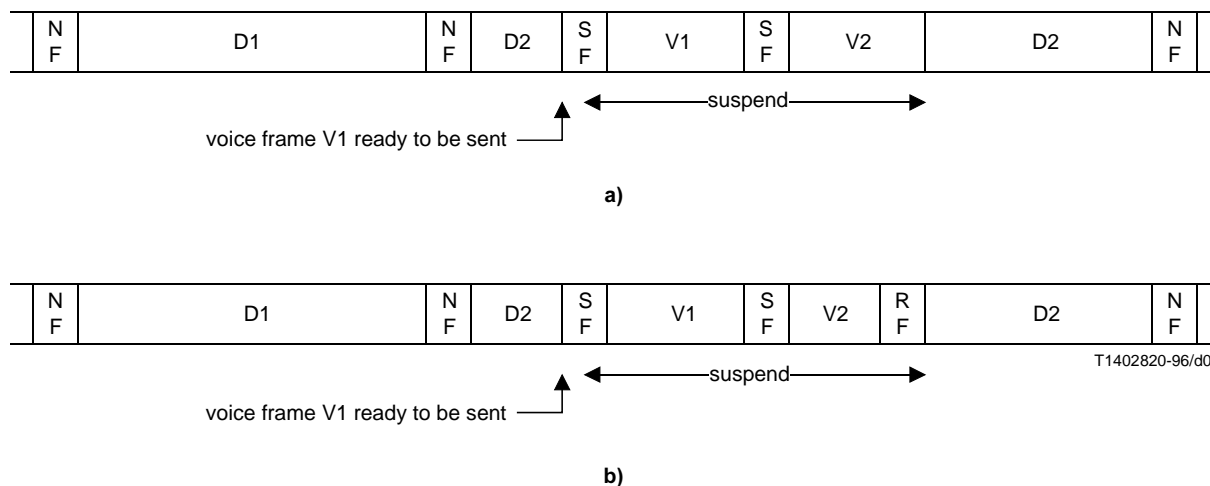 N F D1 N F D2 S F V1 S F V2 D2 N F
suspend
voice frame V1 ready to be sent
a)
N F D1 N F D2 S F V1 S F V2 R F D2 N F
T1402820-96/d0
suspend
voice frame V1 ready to be sent
b)